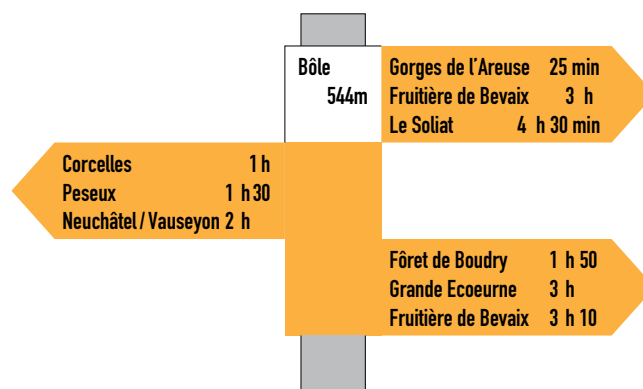 Bôle
544m
Gorges de l'Areuse 25 min
Fruitière de Bevaix 3 h
Le Soliat 4 h 30 min
Corcelles 1 h
Peseux 1 h 30
Neuchâtel / Vauseyon 2 h
Fôret de Boudry 1 h 50
Grande Ecoeurne 3 h
Fruitière de Bevaix 3 h 10